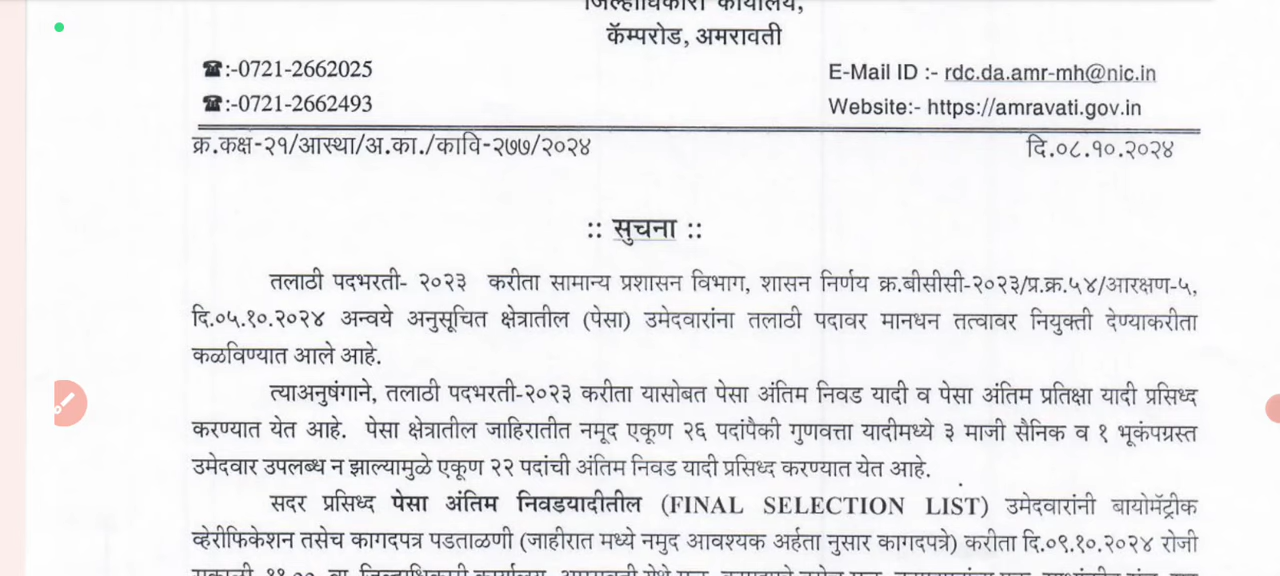 जिल्हाधिकारी कार्यालय,
कॅम्परोड, अमरावती
☎:-0721-2662025
E-Mail ID :- rdc.da.amr-mh@nic.in
☎:-0721-2662493
Website:- https://amravati.gov.in
क्र.कक्ष-२१/आस्था/अ.का./कावि-२७७/२०२४
दि.०८.१०.२०२४
:: सुचना ::
तलाठी पदभरती- २०२३ करीता सामान्य प्रशासन विभाग, शासन निर्णय क्र.बीसीसी-२०२३/प्र.क्र.५४/आरक्षण-५,
दि.०५.१०.२०२४ अन्वये अनुसूचित क्षेत्रातील (पेसा) उमेदवारांना तलाठी पदावर मानधन तत्वावर नियुक्ती देण्याकरीता
कळविण्यात आले आहे.
त्याअनुषंगाने, तलाठी पदभरती-२०२३ करीता यासोबत पेसा अंतिम निवड यादी व पेसा अंतिम प्रतिक्षा यादी प्रसिध्द
करण्यात येत आहे. पेसा क्षेत्रातील जाहिरातीत नमूद एकूण २६ पदांपैकी गुणवत्ता यादीमध्ये ३ माजी सैनिक व १ भूकंपग्रस्त
उमेदवार उपलब्ध न झाल्यामुळे एकूण २२ पदांची अंतिम निवड यादी प्रसिध्द करण्यात येत आहे.
सदर प्रसिध्द पेसा अंतिम निवडयादीतील (FINAL SELECTION LIST) उमेदवारांनी बायोमॅट्रीक
व्हेरीफिकेशन तसेच कागदपत्र पडताळणी (जाहीरात मध्ये नमुद आवश्यक अर्हता नुसार कागदपत्रे) करीता दि.०९.१०.२०२४ रोजी